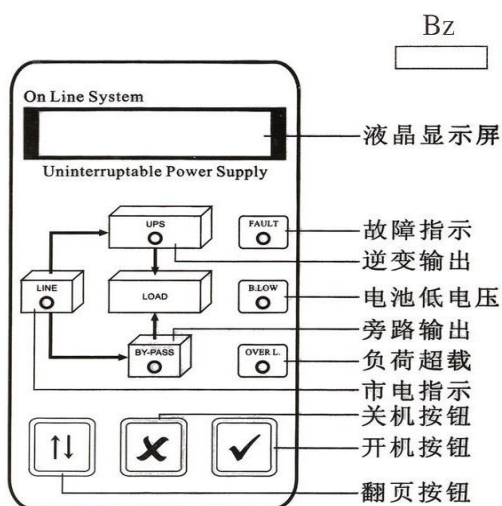 Bz
On Line System
液晶显示屏
Uninterruptable Power Supply
UPS
FAULT
故障指示
逆变输出
LINE
LOAD
B.LOW
电池低电压
旁路输出
BY-PASS
OVER L.
负荷超载
市电指示
关机按钮
↑↓
✘
✓
开机按钮
翻页按钮